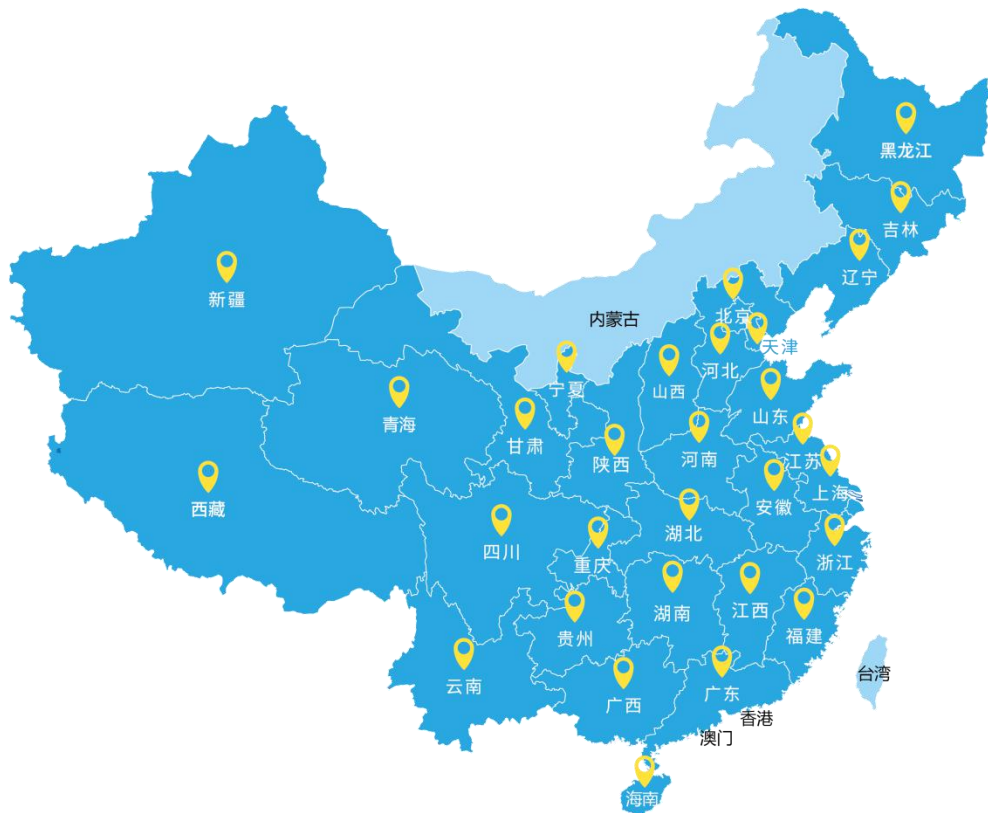 黑龙江
吉林
辽宁
新疆
北京
内蒙古
天津
河北
宁夏
山西
青海
山东
甘肃
河南
江苏
陕西
上海
西藏
安徽
湖北
四川
浙江
重庆
湖南
江西
福建
贵州
台湾
云南
广东
广西
香港
澳门
海南